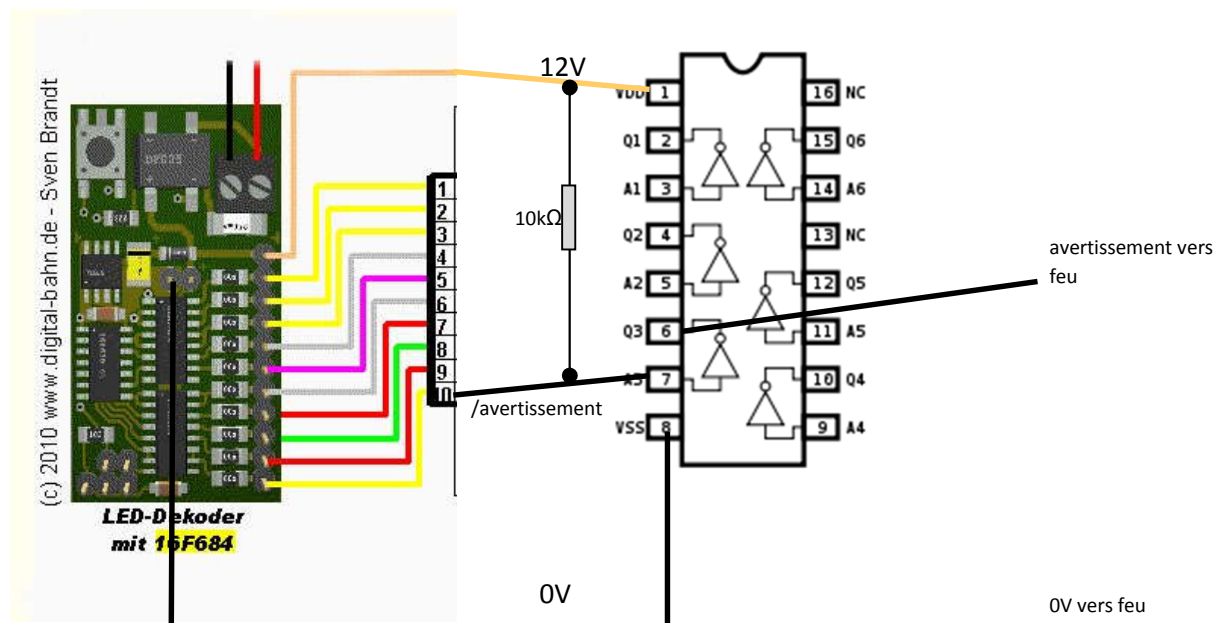 (c) 2010 www.digital-bahn.de - Sven Brandt
12V
VDD 1
16 NC
Q1 2
15 Q6
A1 3
14 A6
Q2 4
13 NC
A2 5
12 Q5
Q3 6
11 A5
7
10 Q4
VSS 8
9 A4
1
2
3
4
5
6
7
8
9
10
10kΩ
avertissement vers
feu
/avertissement
LED-Dekoder
mit 16F684
0V
0V vers feu